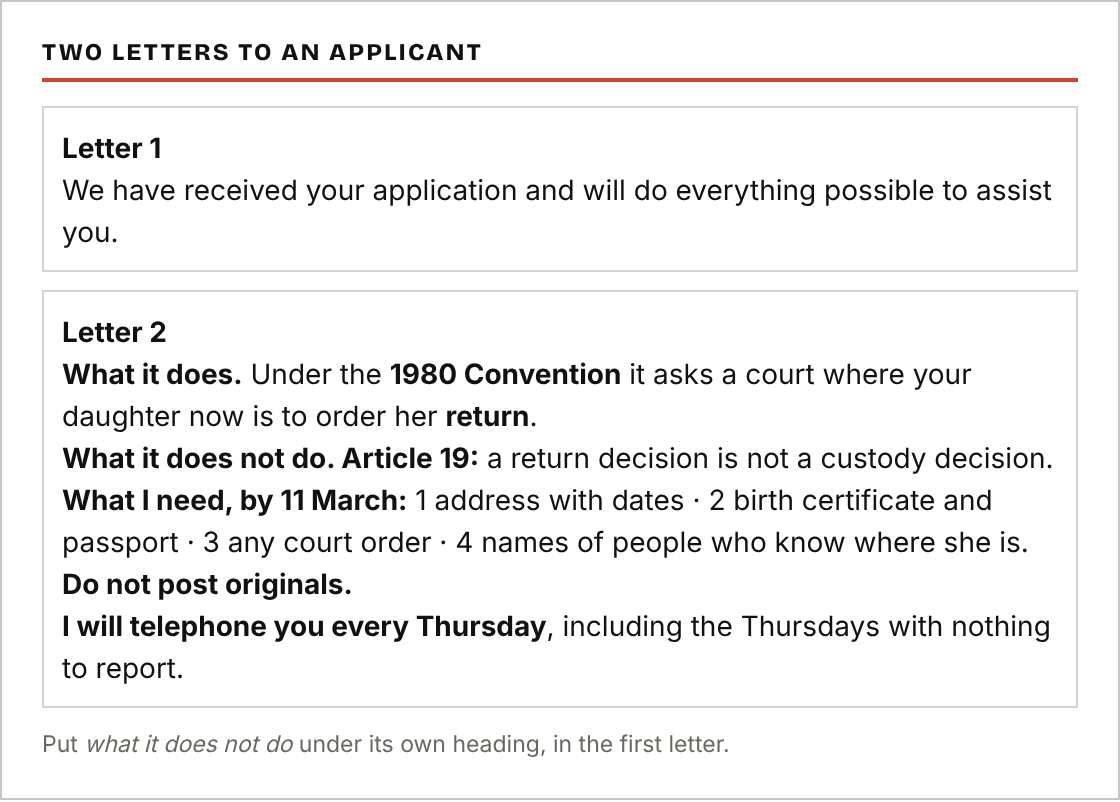 TWO LETTERS TO AN APPLICANT
Letter 1
We have received your application and will do everything possible to assist
you.
Letter 2
What it does. Under the 1980 Convention it asks a court where your
daughter now is to order her return.
What it does not do. Article 19: a return decision is not a custody decision.
What I need, by 11 March: 1 address with dates · 2 birth certificate and
passport · 3 any court order · 4 names of people who know where she is.
Do not post originals.
I will telephone you every Thursday, including the Thursdays with nothing
to report.
Put what it does not do under its own heading, in the first letter.